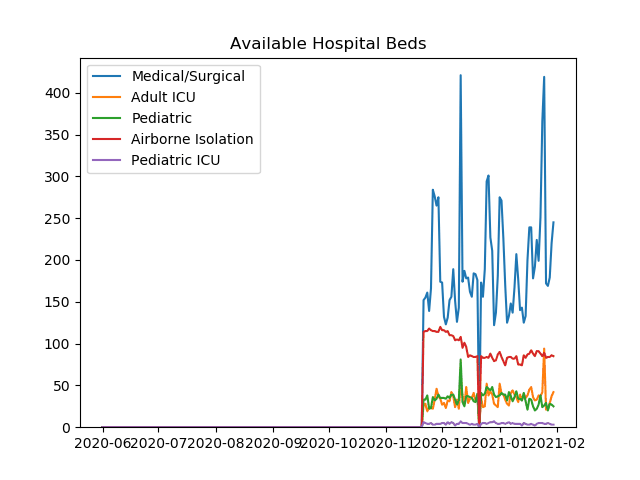 Available Hospital Beds
Medical/Surgical
Adult ICU
Pediatric
Airborne Isolation
Pediatric ICU
400
350
300
250
200
150
100
50
0
2020-06 2020-07 2020-08 2020-09 2020-10 2020-11 2020-12 2021-01 2021-02